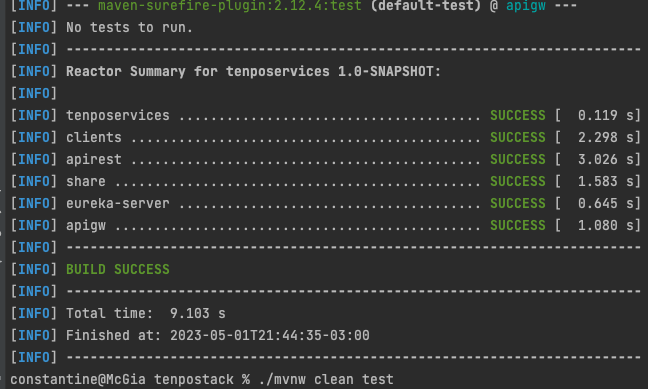 [INFO] --- maven-surefire-plugin:2.12.4:test (default-test) @ apigw ---
[INFO] No tests to run.
[INFO] ------------------------------------------------------------------------
[INFO] Reactor Summary for tenposervices 1.0-SNAPSHOT:
[INFO]
[INFO] tenposervices ...................................... SUCCESS [  0.119 s]
[INFO] clients ............................................ SUCCESS [  2.298 s]
[INFO] apirest ............................................ SUCCESS [  3.026 s]
[INFO] share .............................................. SUCCESS [  1.583 s]
[INFO] eureka-server ...................................... SUCCESS [  0.645 s]
[INFO] apigw .............................................. SUCCESS [  1.080 s]
[INFO] ------------------------------------------------------------------------
[INFO] BUILD SUCCESS
[INFO] ------------------------------------------------------------------------
[INFO] Total time:  9.103 s
[INFO] Finished at: 2023-05-01T21:44:35-03:00
[INFO] ------------------------------------------------------------------------
constantine@McGia tenpostack % ./mvnw clean test